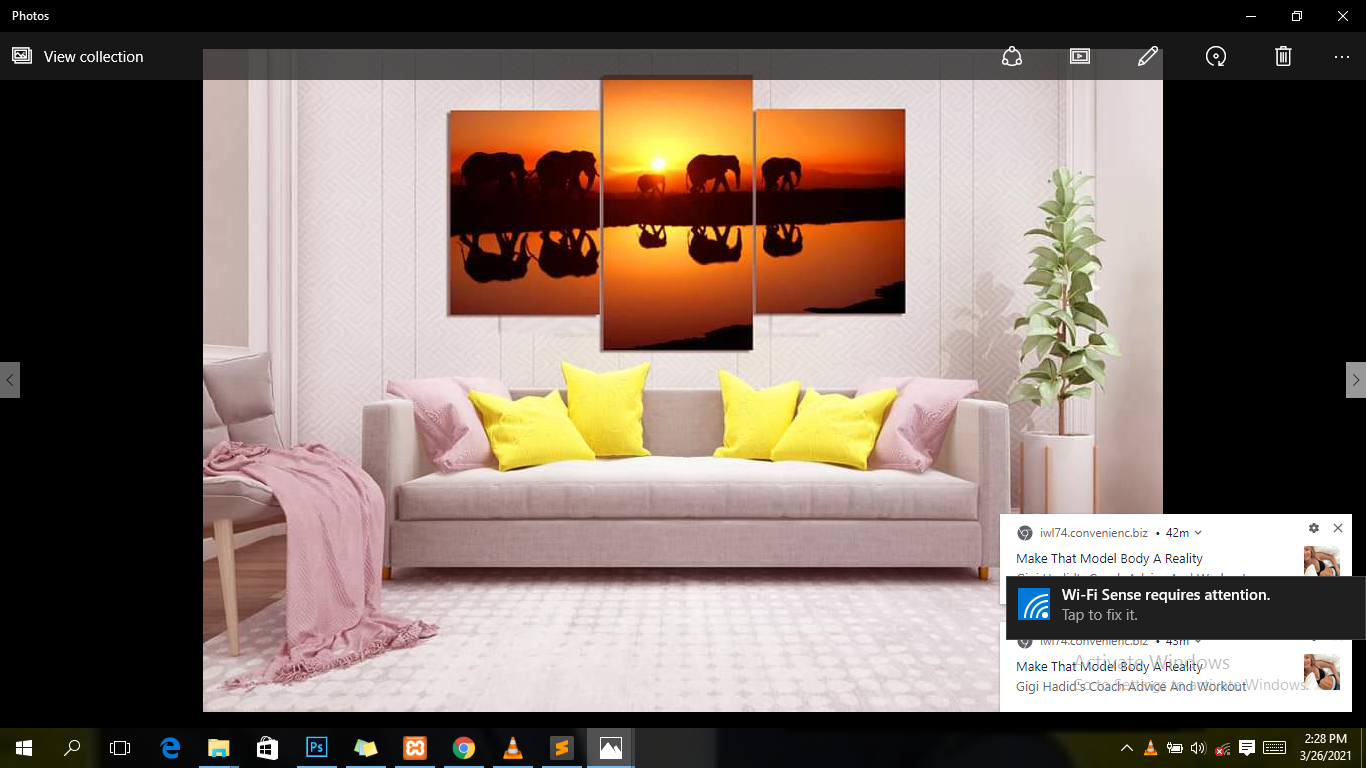 Photos
View collection
iwl74.convenienc.biz • 42m
Make That Model Body A Reality
Gigi Hadid's Coach Advice And Workout
Wi-Fi Sense requires attention.
Tap to fix it.
iwl74.convenienc.biz • 43m
Make That Model Body A Reality
Gigi Hadid's Coach Advice And Workout
Activate Windows
Go to Settings to activate Windows.
Ps
2:28 PM
3/26/2021